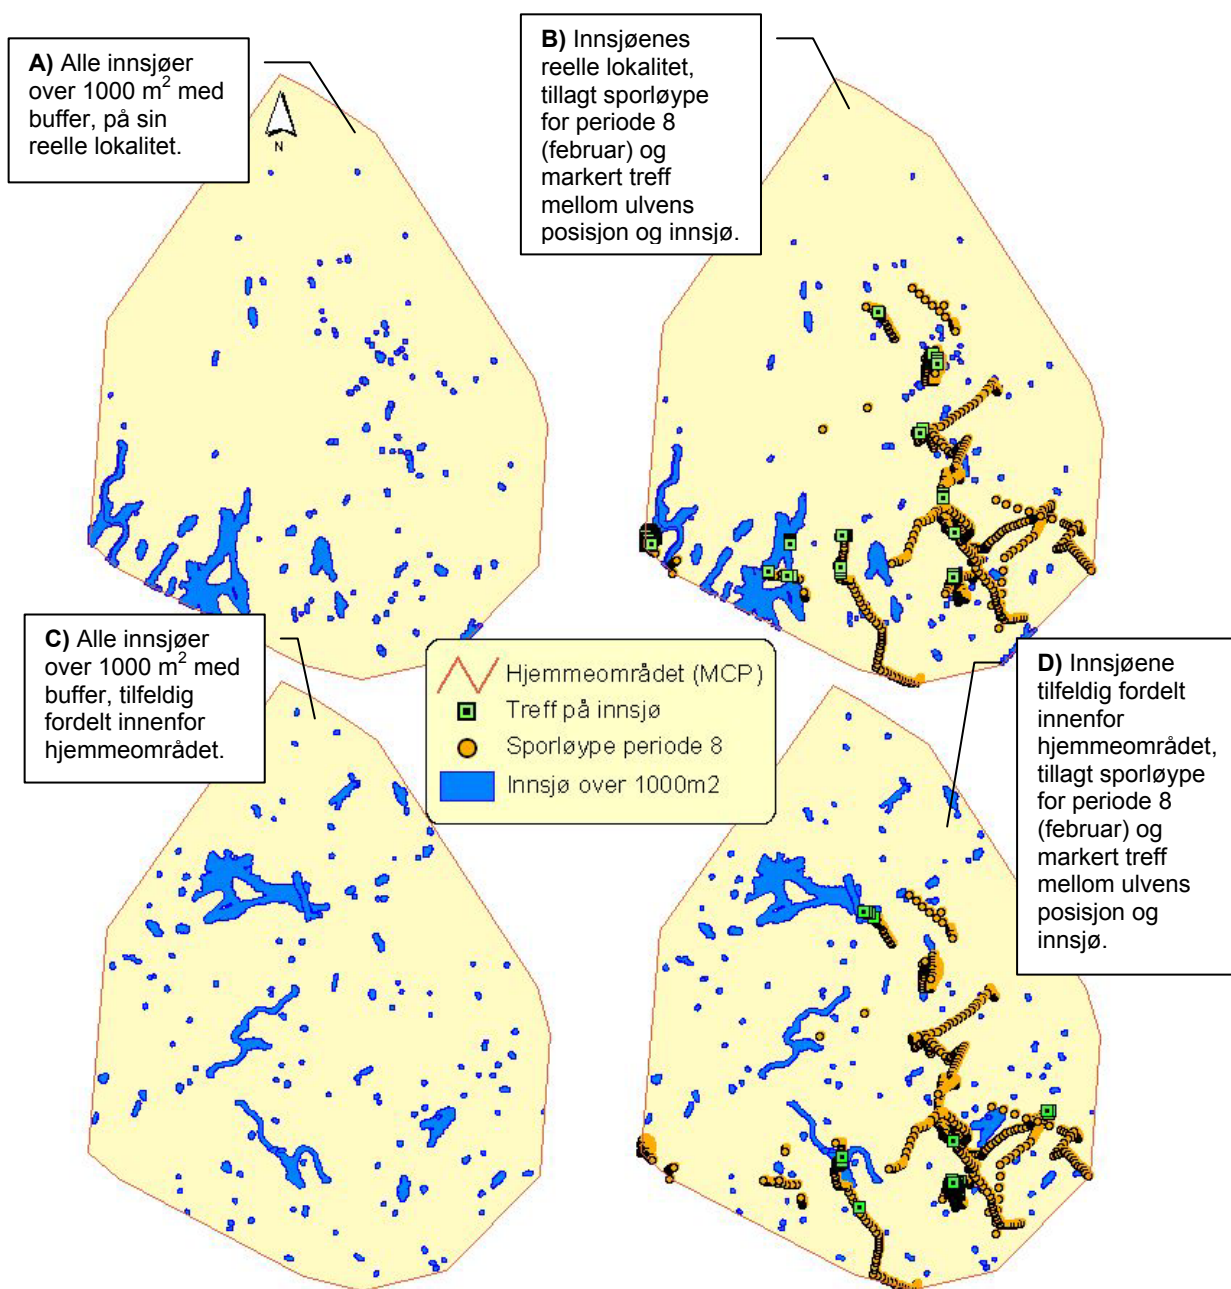 A) Alle innsjøer
over 1000 m² med
buffer, på sin
reelle lokalitet.
N
B) Innsjøenes
reelle lokalitet,
tillagt sporløype
for periode 8
(februar) og
markert treff
mellom ulvens
posisjon og innsjø.
C) Alle innsjøer
over 1000 m² med
buffer, tilfeldig
fordelt innenfor
hjemmeområdet.
Hjemmeområdet (MCP)
Treff på innsjø
Sporløype periode 8
Innsjø over 1000m2
D) Innsjøene
tilfeldig fordelt
innenfor
hjemmeområdet,
tillagt sporløype
for periode 8
(februar) og
markert treff
mellom ulvens
posisjon og
innsjø.